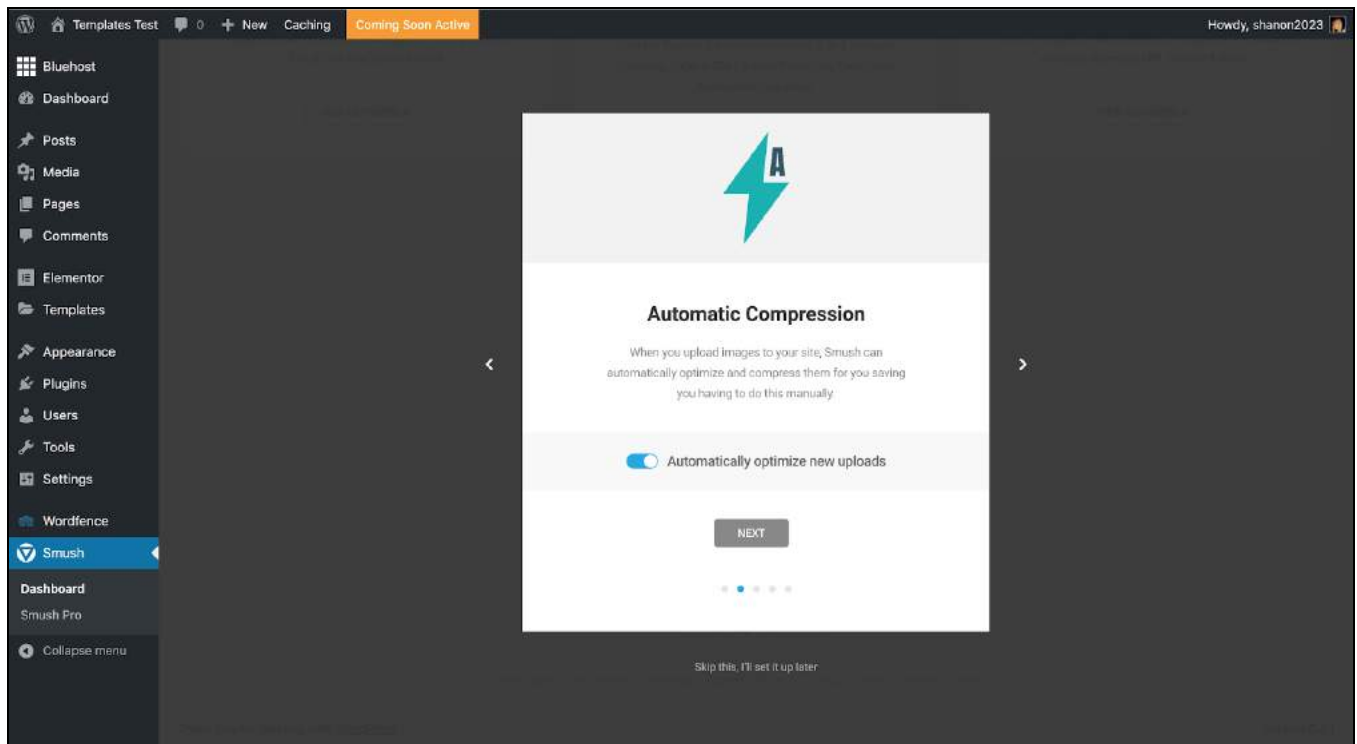 Templates Test 0 + New Caching Coming Soon Active Howdy, shanon2023
Bluehost
Dashboard
Posts
Media
Pages
Comments
Elementor
Templates
Appearance
Plugins
Users
Tools
Settings
Wordfence
Smush
Dashboard
Smush Pro
Collapse menu
A
Automatic Compression
When you upload images to your site, Smush can
automatically optimize and compress them for you saving
you having to do this manually.
Automatically optimize new uploads
NEXT
Skip this, I'll set it up later